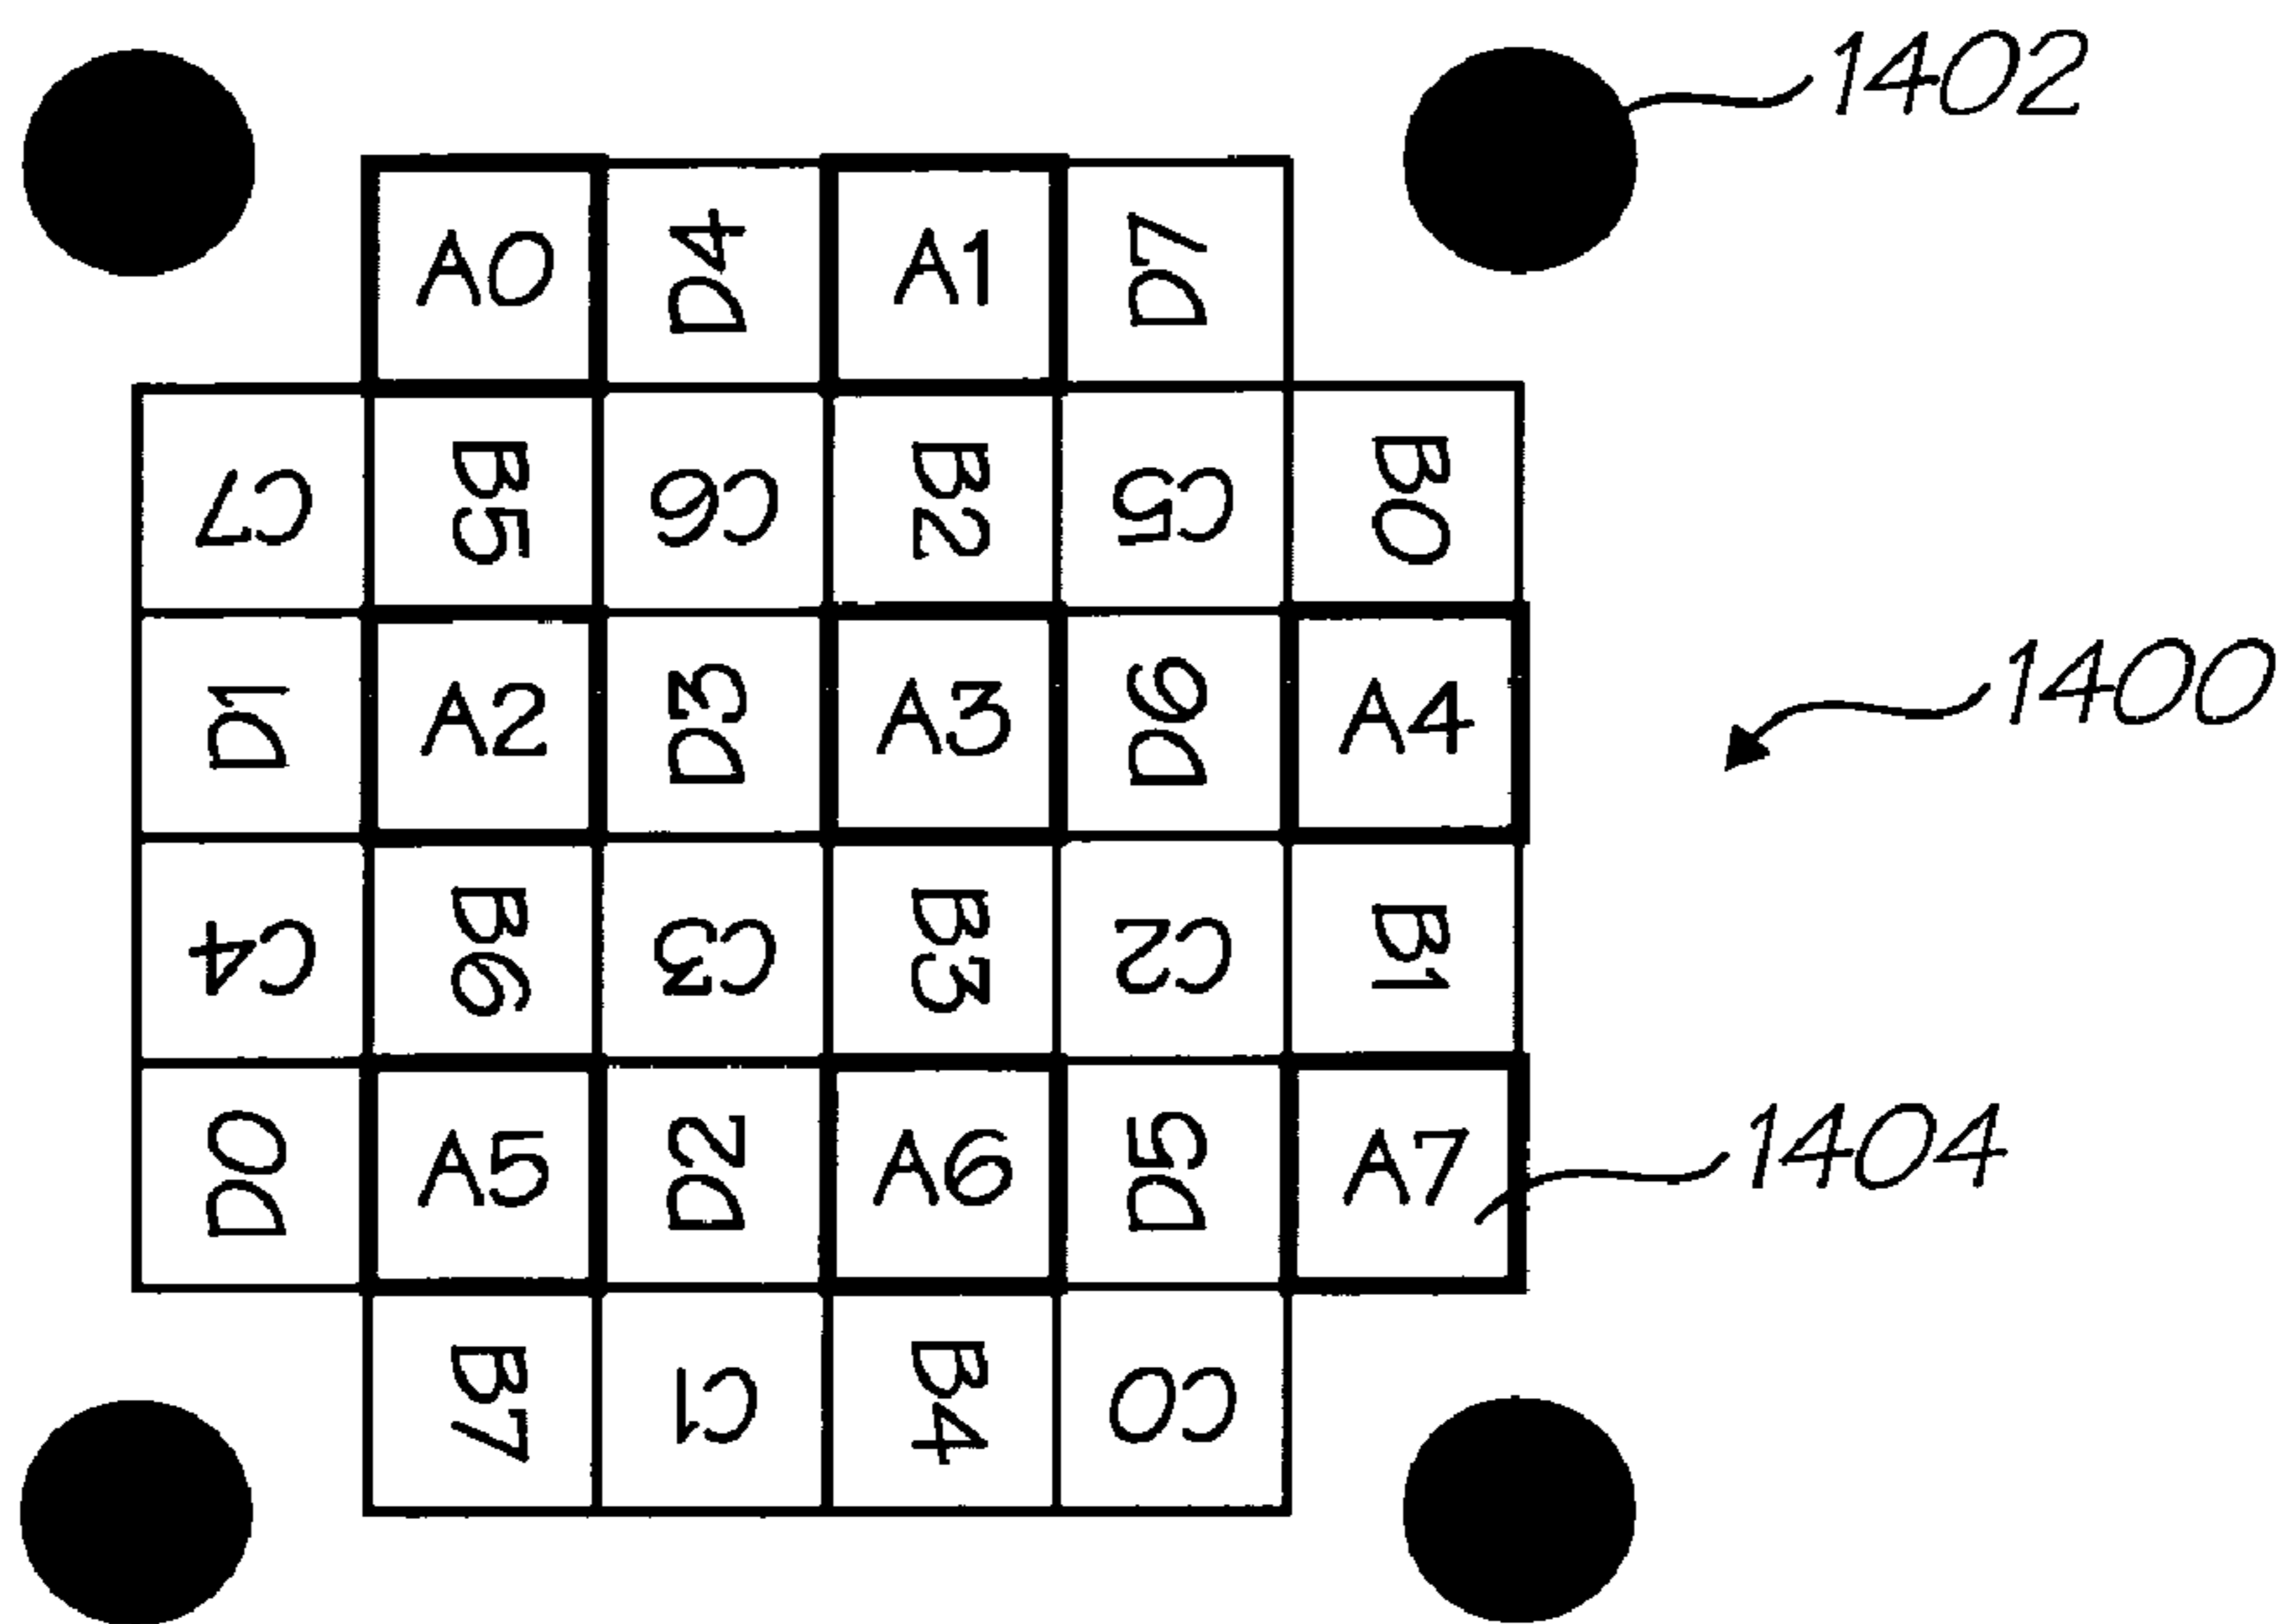 1402
A0 D4 A1 D7
C7 B5 C6 B2 C5 B0
D1 A2 D3 A3 D6 A4
1400
C4 B6 C3 B3 C2 B1
D0 A5 D2 A6 D5 A7
1404
B7 C1 B4 C0